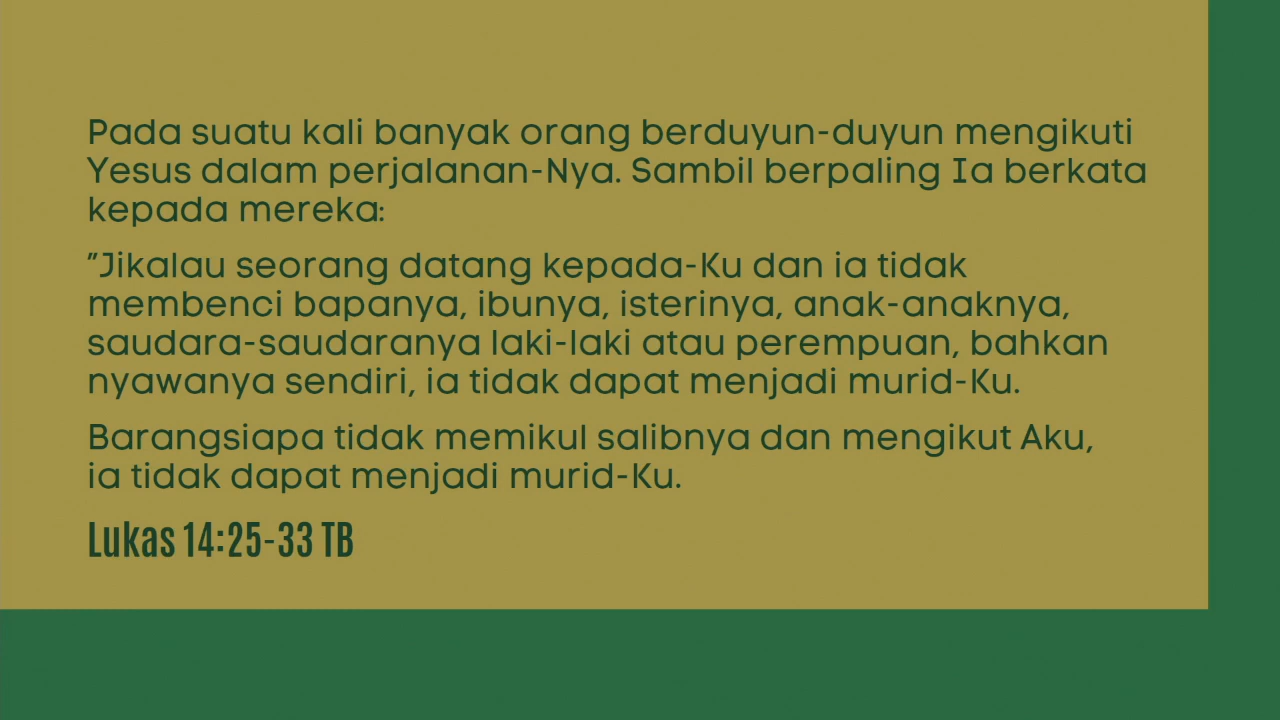 Pada suatu kali banyak orang berduyun-duyun mengikuti
Yesus dalam perjalanan-Nya. Sambil berpaling Ia berkata
kepada mereka:
"Jikalau seorang datang kepada-Ku dan ia tidak
membenci bapanya, ibunya, isterinya, anak-anaknya,
saudara-saudaranya laki-laki atau perempuan, bahkan
nyawanya sendiri, ia tidak dapat menjadi murid-Ku.
Barangsiapa tidak memikul salibnya dan mengikut Aku,
ia tidak dapat menjadi murid-Ku.
Lukas 14:25-33 TB